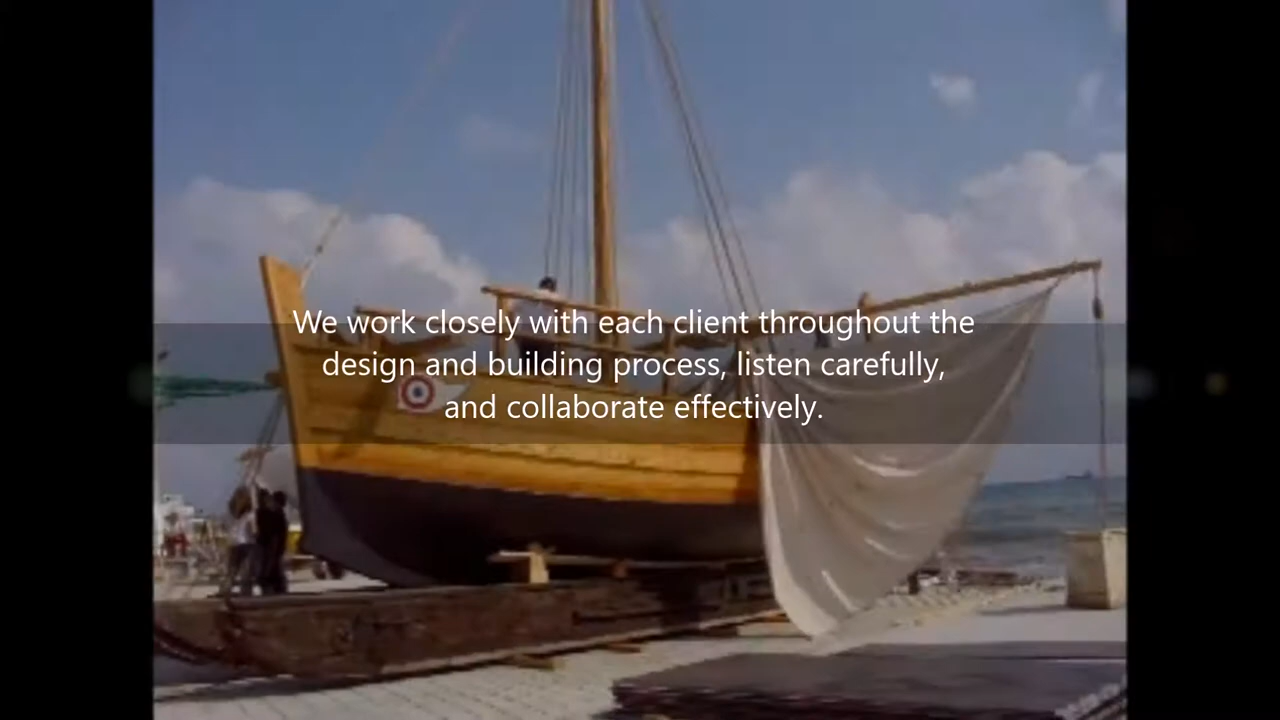 We work closely with each client throughout the
design and building process, listen carefully,
and collaborate effectively.